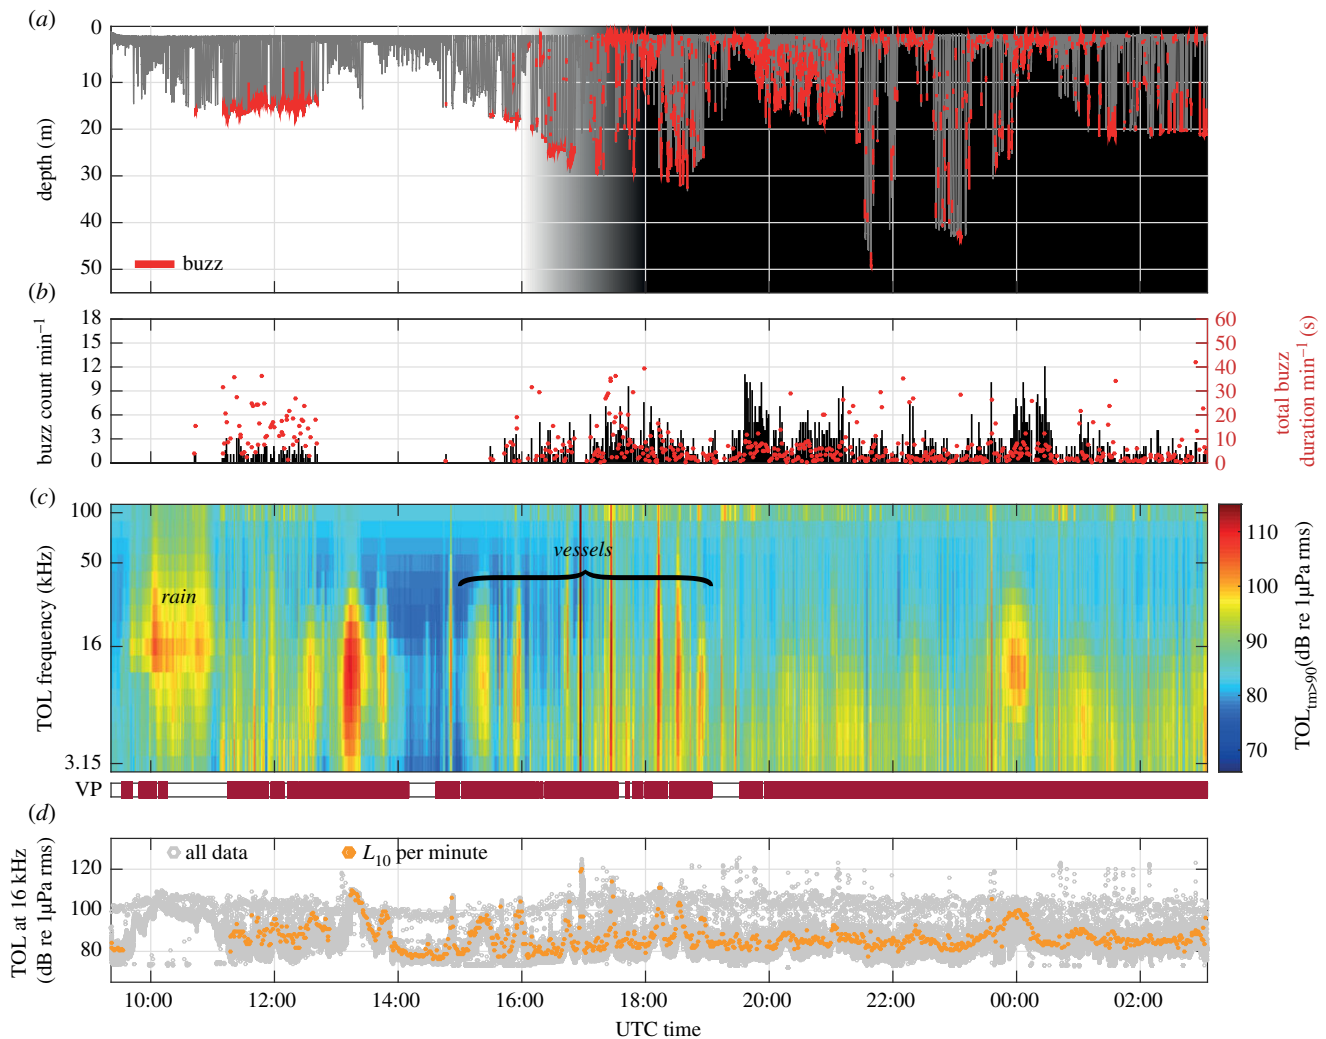 (a)
0
10
20
30
40
50
depth (m)
buzz
(b)
18
15
12
9
6
3
0
buzz count min⁻¹
60
50
40
30
20
10
0
total buzz
duration min⁻¹ (s)
(c)
100
50
16
3.15
TOL frequency (kHz)
rain
vessels
110
100
90
80
70
TOLtm>90(dB re 1μPa rms)
VP
(d)
all data
L10 per minute
120
100
80
TOL at 16 kHz
(dB re 1μPa rms)
10:00 12:00 14:00 16:00 18:00 20:00 22:00 00:00 02:00
UTC time